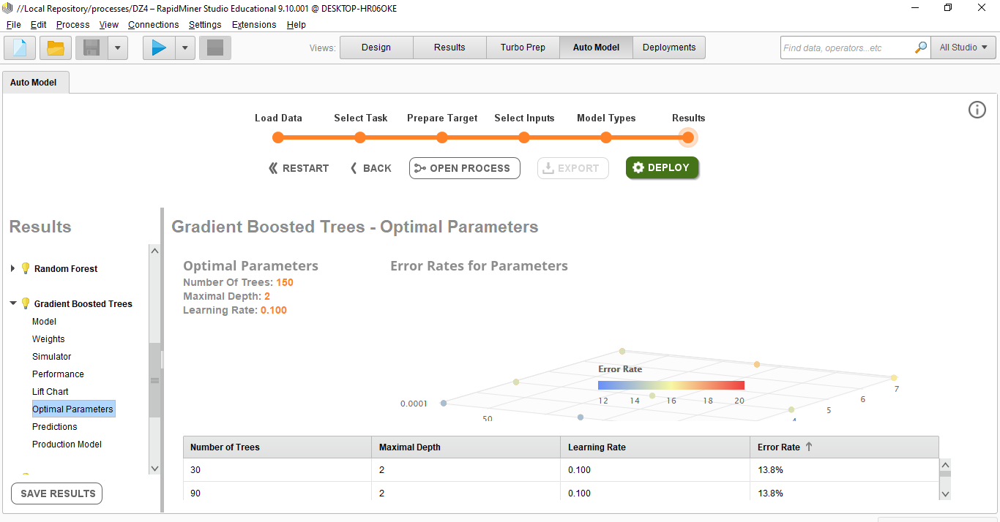 //Local Repository/processes/DZ4 – RapidMiner Studio Educational 9.10.001 @ DESKTOP-HR06OKE
File Edit Process View Connections Settings Extensions Help
Views: Design Results Turbo Prep Auto Model Deployments Find data, operators...etc All Studio
Auto Model
Load Data Select Task Prepare Target Select Inputs Model Types Results
RESTART BACK OPEN PROCESS EXPORT DEPLOY
Results
Random Forest
Gradient Boosted Trees
Model
Weights
Simulator
Performance
Lift Chart
Optimal Parameters
Predictions
Production Model
SAVE RESULTS
Gradient Boosted Trees - Optimal Parameters
Optimal Parameters
Number Of Trees: 150
Maximal Depth: 2
Learning Rate: 0.100
Error Rates for Parameters
Error Rate
12 14 16 18 20
0.0001
50
4
5
6
7
Number of Trees Maximal Depth Learning Rate Error Rate
30 2 0.100 13.8%
90 2 0.100 13.8%